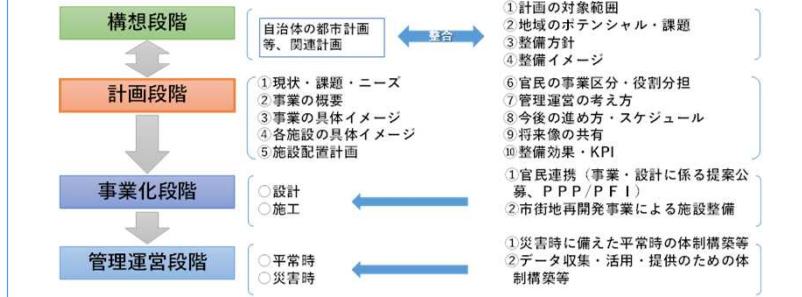 構想段階
自治体の都市計画
等、関連計画
整合
①計画の対象範囲
②地域のポテンシャル・課題
③整備方針
④整備イメージ
計画段階
①現状・課題・ニーズ
②事業の概要
③事業の具体イメージ
④各施設の具体イメージ
⑤施設配置計画
⑥官民の事業区分・役割分担
⑦管理運営の考え方
⑧今後の進め方・スケジュール
⑨将来像の共有
⑩整備効果・KPI
事業化段階
○設計
○施工
①官民連携（事業・設計に係る提案公
募、ＰＰＰ/ＰＦＩ）
②市街地再開発事業による施設整備
管理運営段階
○平常時
○災害時
①災害時に備えた平常時の体制構築等
②データ収集・活用・提供のための体
制構築等